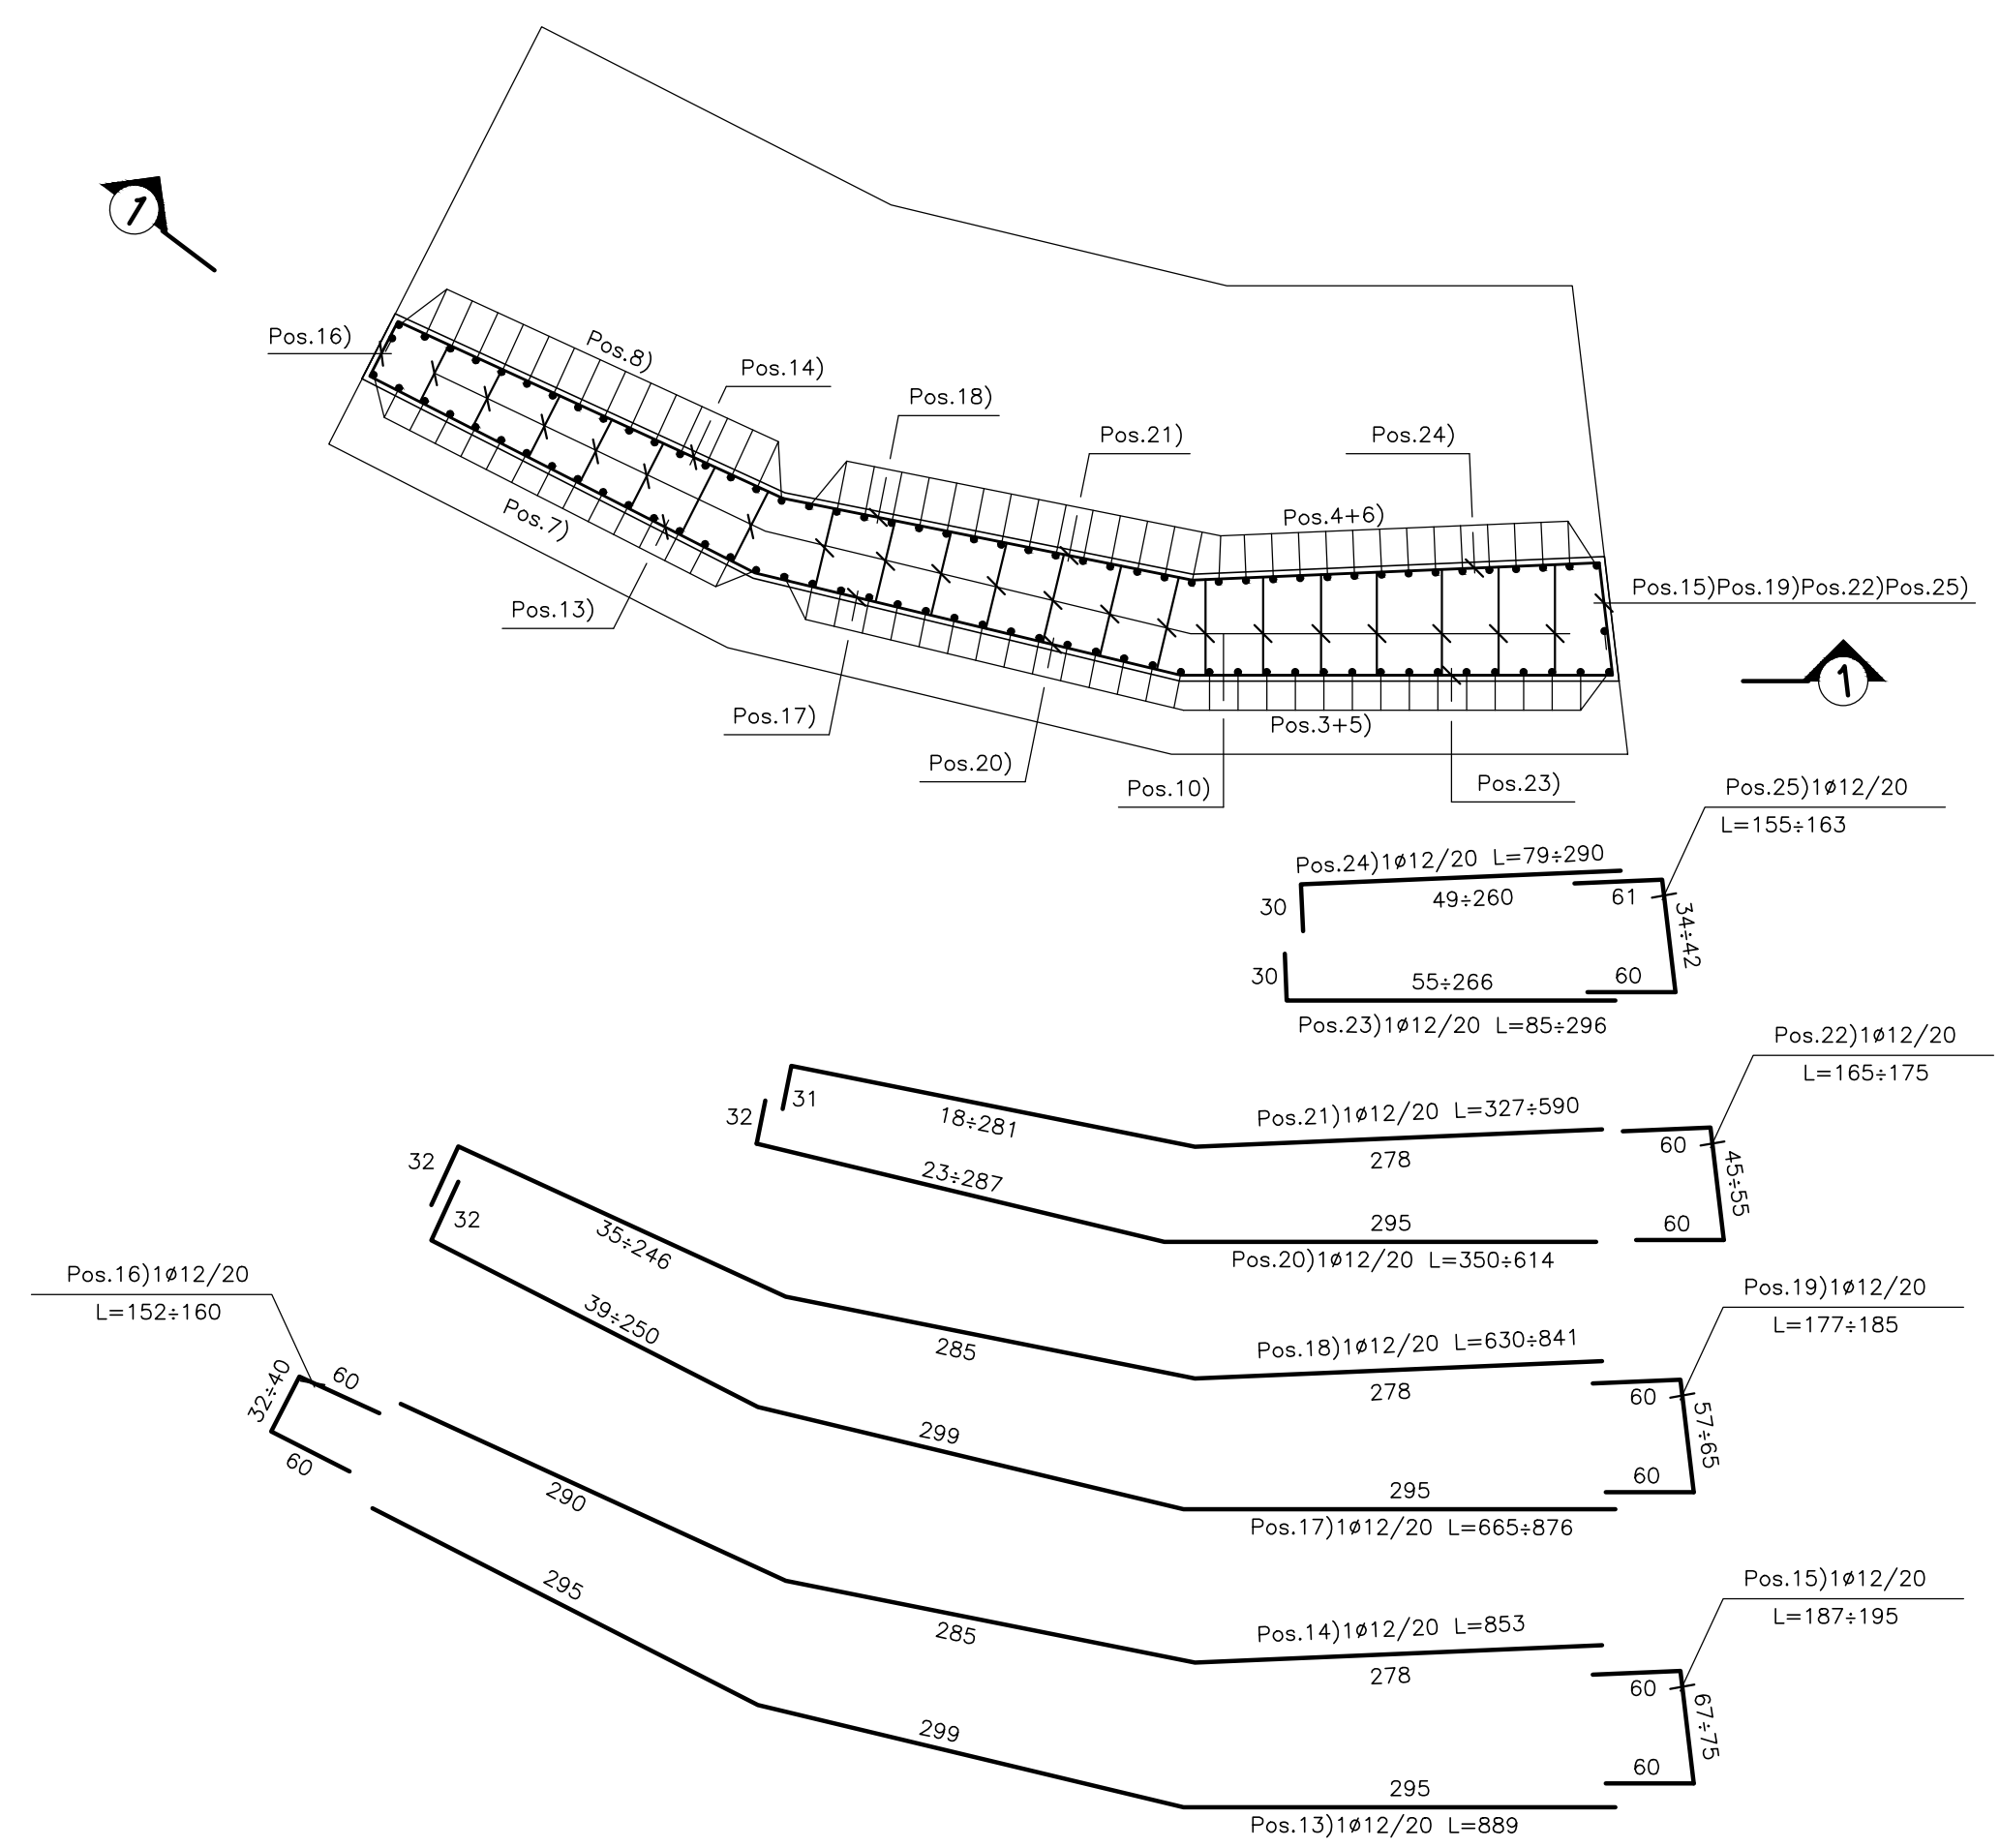 1
Pos.16)
Pos.8)
Pos.14)
Pos.18)
Pos.21)
Pos.24)
Pos.7)
Pos.4+6)
Pos.13)
Pos.15)Pos.19)Pos.22)Pos.25)
1
Pos.17)
Pos.3+5)
Pos.20)
Pos.10)
Pos.23)
Pos.25)1ø12/20
L=155÷163
Pos.24)1ø12/20 L=79÷290
49÷260
30
61
34÷42
30
55÷266
60
Pos.23)1ø12/20 L=85÷296
Pos.22)1ø12/20
L=165÷175
31
32
18÷281
Pos.21)1ø12/20 L=327÷590
278
60
45÷55
23÷287
295
60
Pos.20)1ø12/20 L=350÷614
32
32
35÷246
39÷250
Pos.16)1ø12/20
L=152÷160
Pos.19)1ø12/20
L=177÷185
285
Pos.18)1ø12/20 L=630÷841
278
60
57÷65
32÷40
60
60
299
295
60
Pos.17)1ø12/20 L=665÷876
290
295
Pos.15)1ø12/20
L=187÷195
285
Pos.14)1ø12/20 L=853
278
60
67÷75
299
295
60
Pos.13)1ø12/20 L=889